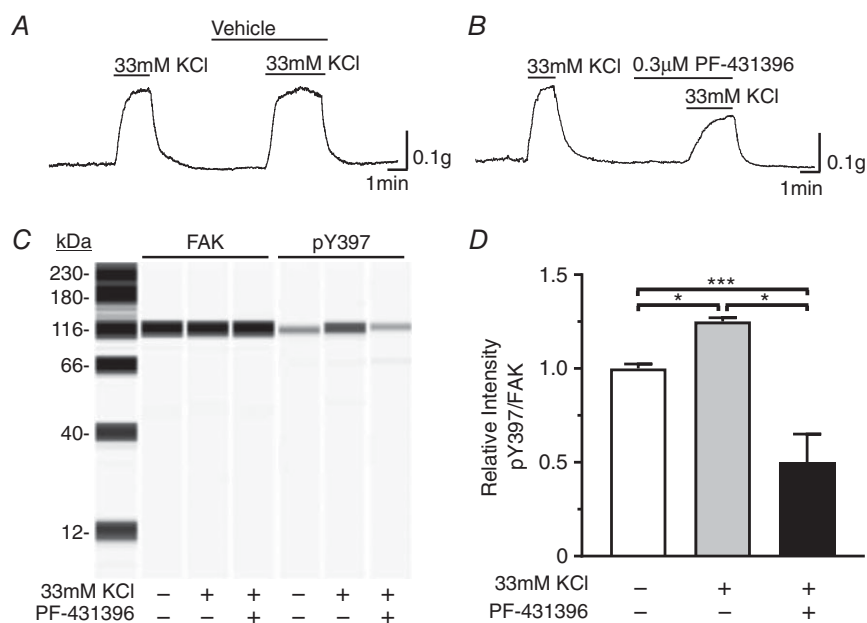 A
Vehicle
33mM KCl
33mM KCl
0.1g
1min
B
33mM KCl
0.3µM PF-431396
33mM KCl
0.1g
1min
C
kDa
FAK
pY397
230-
180-
116-
66-
40-
12-
33mM KCl − + + − + +
PF-431396 − − + − − +
D
Relative Intensity
pY397/FAK
1.5
1.0
0.5
0
***
* *
33mM KCl − + +
PF-431396 − − +